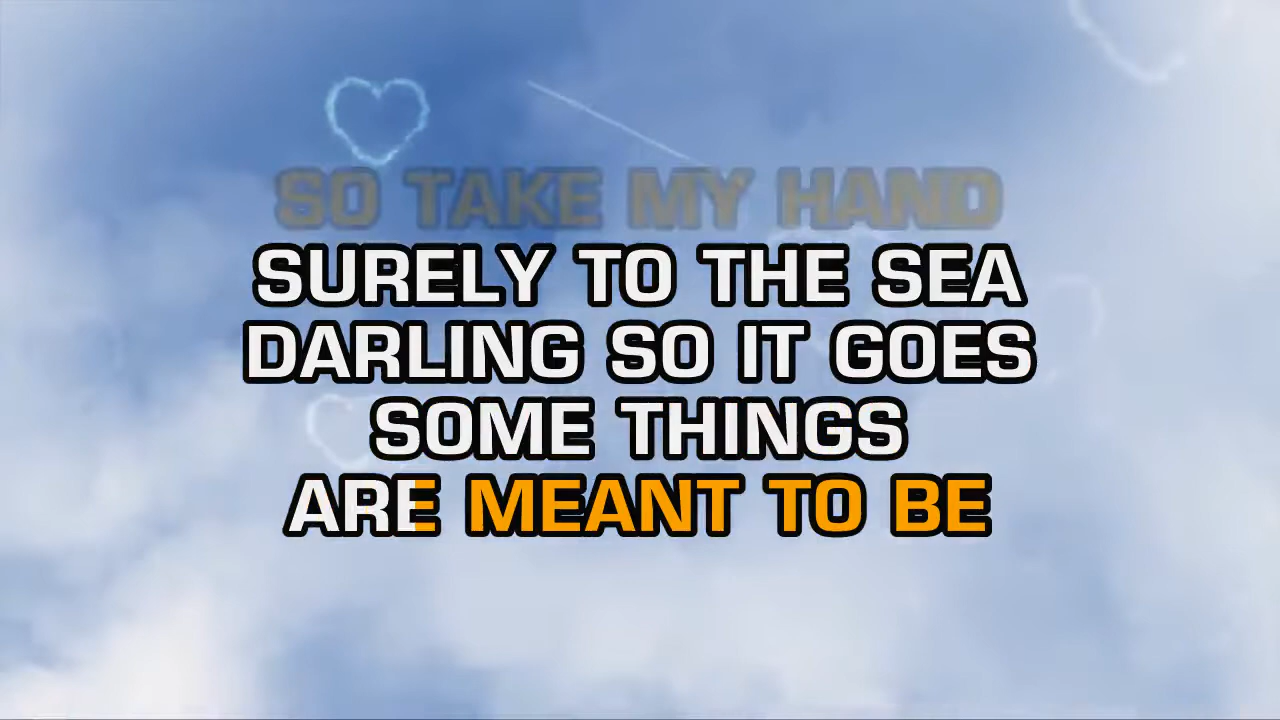 SO TAKE MY HAND
SURELY TO THE SEA
DARLING SO IT GOES
SOME THINGS
ARE MEANT TO BE